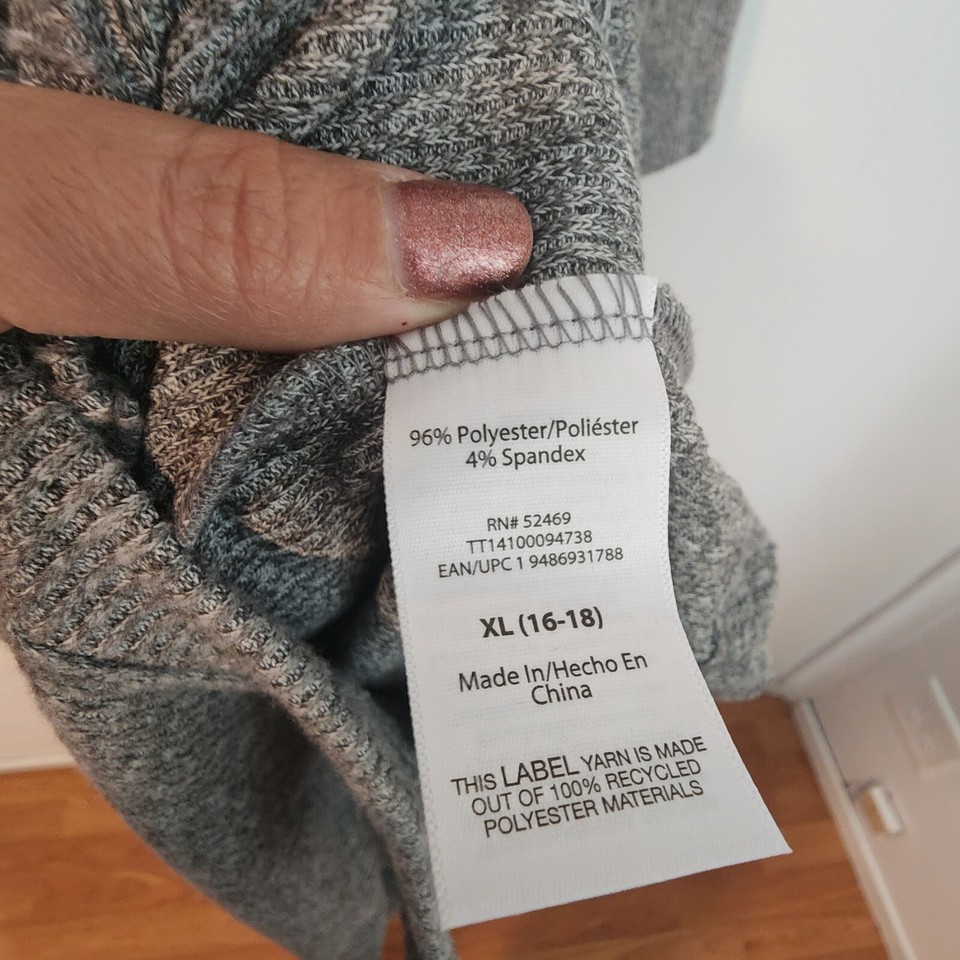 96% Polyester/Poliéster
4% Spandex
RN# 52469
TT14100094738
EAN/UPC 1 9486931788
XL (16-18)
Made In/Hecho En
China
THIS LABEL YARN IS MADE
OUT OF 100% RECYCLED
POLYESTER MATERIALS